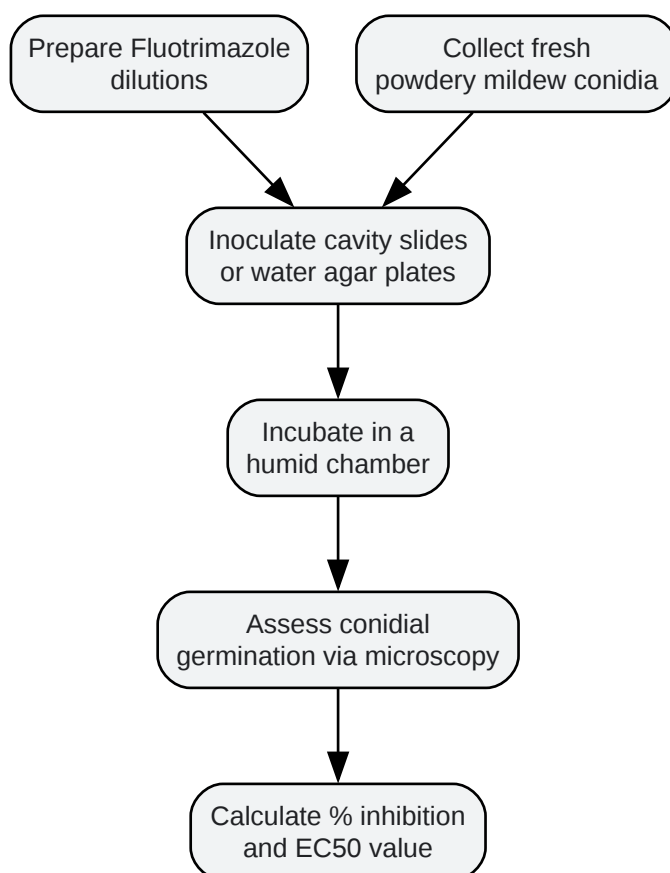 Prepare Fluotrimazole
dilutions
Collect fresh
powdery mildew conidia
Inoculate cavity slides
or water agar plates
Incubate in a
humid chamber
Assess conidial
germination via microscopy
Calculate % inhibition
and EC50 value